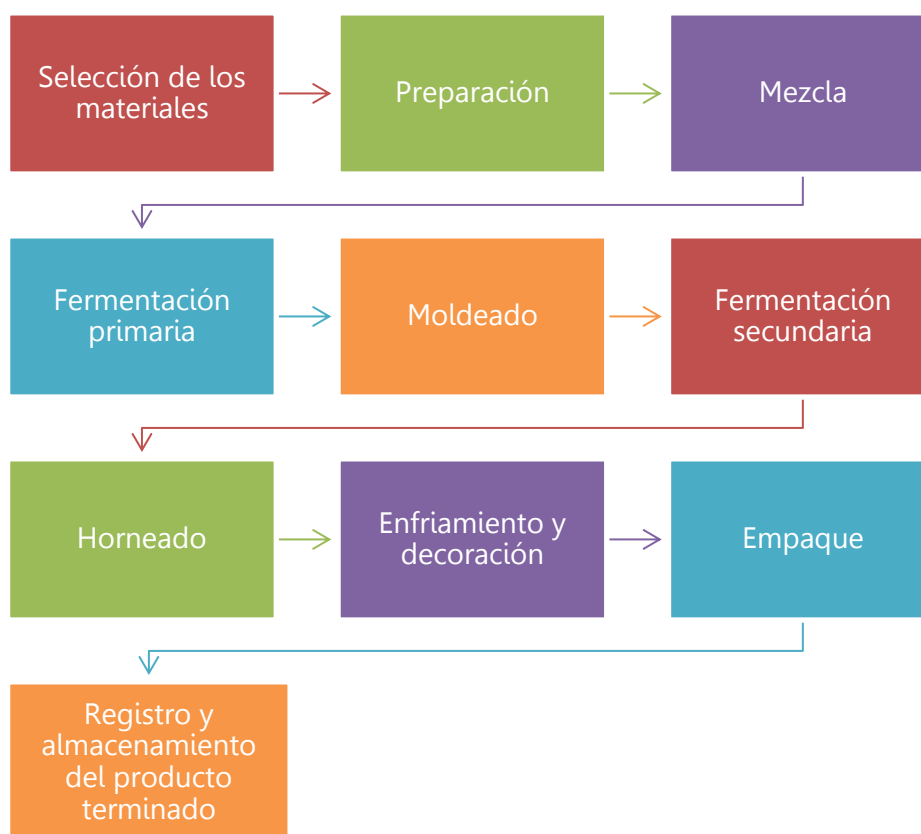 Selección de los
materiales
Preparación
Mezcla
Fermentación
primaria
Moldeado
Fermentación
secundaria
Horneado
Enfriamiento y
decoración
Empaque
Registro y
almacenamiento
del producto
terminado